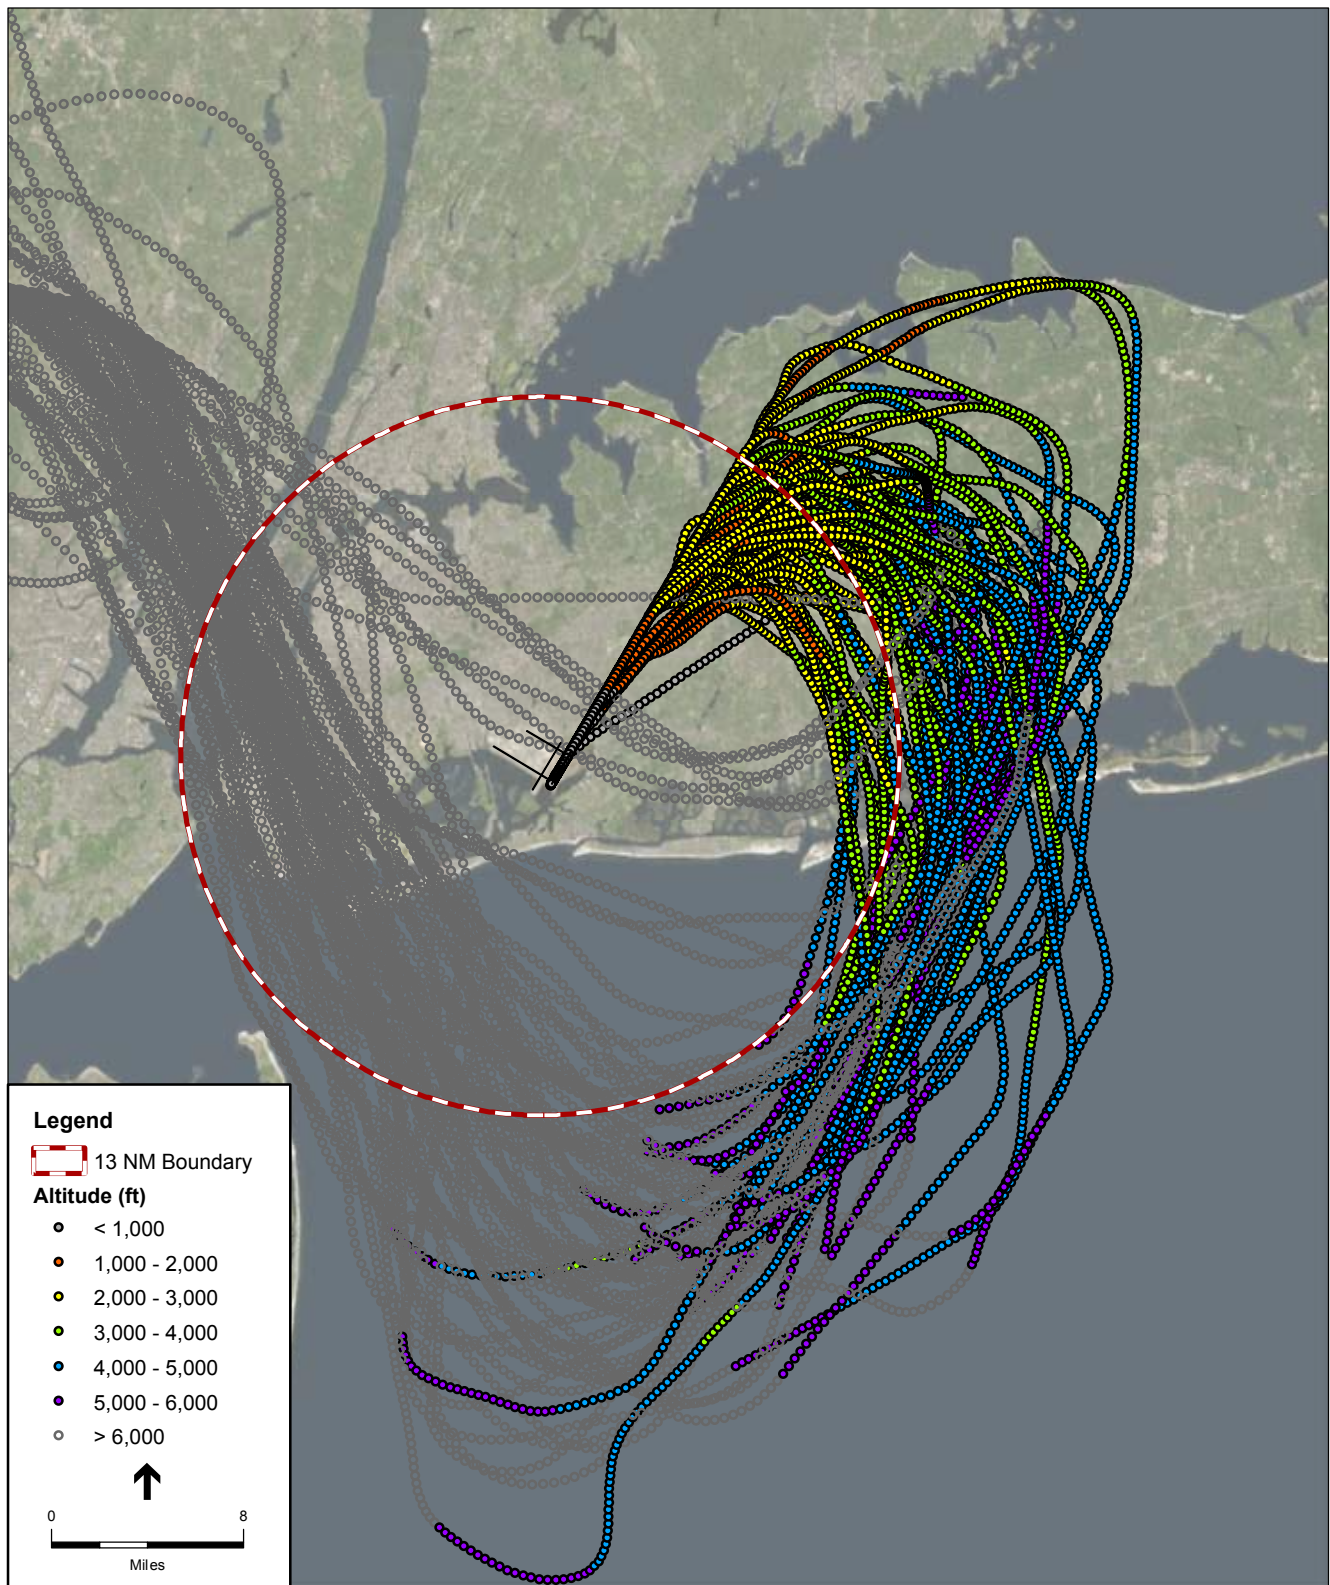 Legend
13 NM Boundary
Altitude (ft)
< 1,000
1,000 - 2,000
2,000 - 3,000
3,000 - 4,000
4,000 - 5,000
5,000 - 6,000
> 6,000
0 8
Miles